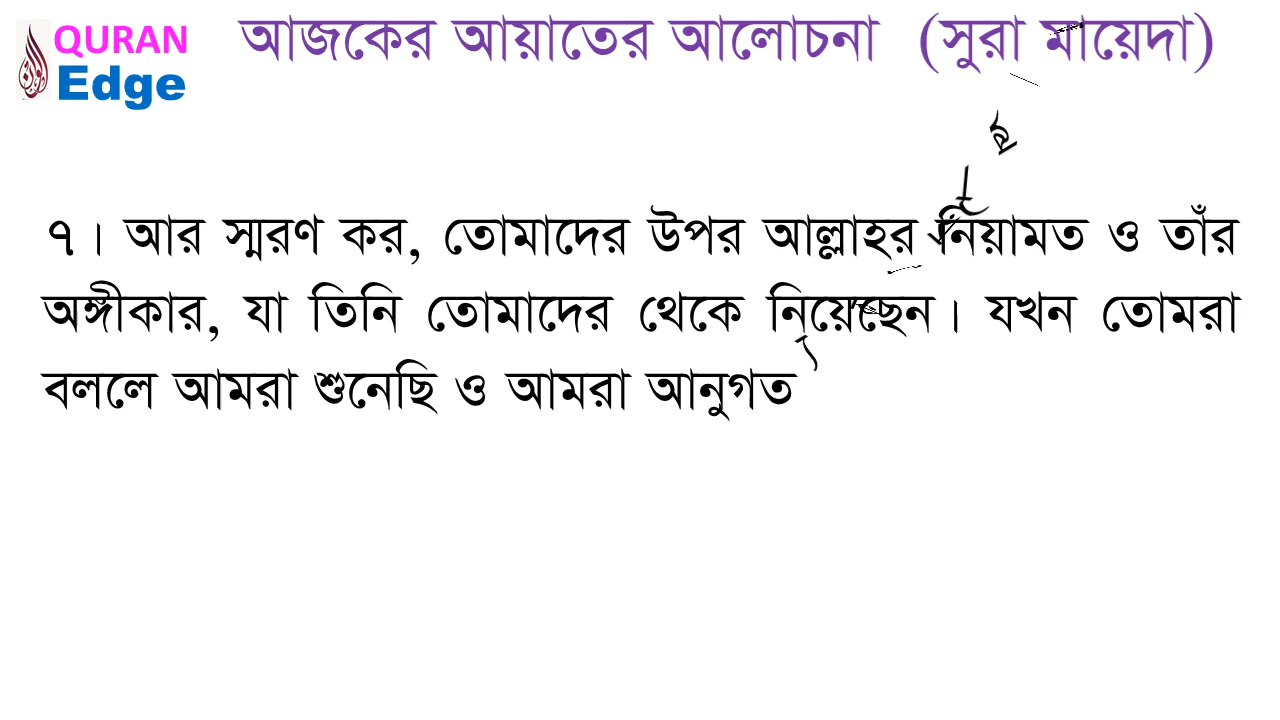 QURAN
Edge
আজকের আয়াতের আলোচনা (সুরা মায়েদা)
৭। আর স্মরণ কর, তোমাদের উপর আল্লাহর নিয়ামত ও তাঁর
অঙ্গীকার, যা তিনি তোমাদের থেকে নিয়েছেন। যখন তোমরা
বললে আমরা শুনেছি ও আমরা আনুগত